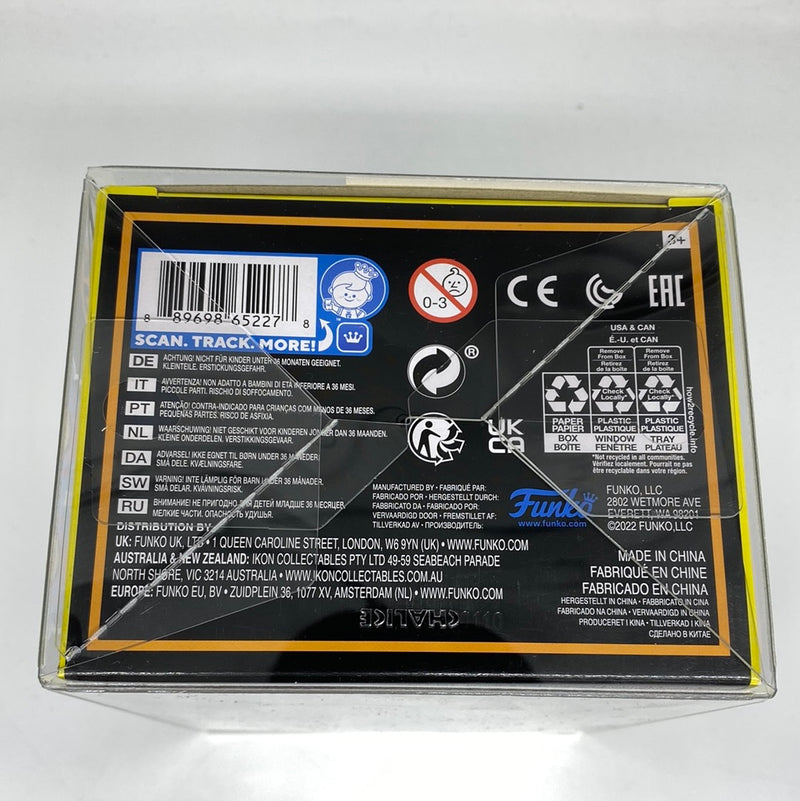 3+
8 89698 65227 8
SCAN. TRACK. MORE!
0-3
CE
EAC
®
UK
CA
USA & CAN
É.-U. et CAN
Remove From Box
Retirez de la boîte
Remove From Box
Retirez de la boîte
Check Locally*
Check Locally*
PAPER
PAPIER
PLASTIC
PLASTIQUE
PLASTIC
PLASTIQUE
BOX
BOÎTE
WINDOW
FENÊTRE
TRAY
PLATEAU
*Not recycled in all communities.
Vérifiez localement. Pourrait ne pas
être recyclé dans votre communauté.
how2recycle.info
DE ACHTUNG! NICHT FÜR KINDER UNTER 36 MONATEN GEEIGNET.
KLEINTEILE. ERSTICKUNGSGEFAHR.
IT AVVERTENZA! NON ADATTO A BAMBINI DI ETÀ INFERIORE A 36 MESI.
PICCOLE PARTI. RISCHIO DI SOFFOCAMENTO.
PT ATENÇÃO! CONTRA-INDICADO PARA CRIANÇAS COM MENOS DE 36 MESES.
PEQUENAS PARTES. RISCO DE ASFIXIA.
NL WAARSCHUWING! NIET GESCHIKT VOOR KINDEREN JONGER DAN 36 MAANDEN.
KLEINE ONDERDELEN. VERSTIKKINGSGEVAAR.
DA ADVARSEL! IKKE EGNET TIL BØRN UNDER 36 MÅNEDER.
SMÅ DELE. KVÆLNINGSFARE.
SW VARNING! INTE LÄMPLIG FÖR BARN UNDER 36 MÅNADER.
SMÅ DELAR. KVÄVNINGSRISK.
RU ВНИМАНИЕ! НЕ ПРИГОДНО ДЛЯ ДЕТЕЙ МЛАДШЕ 36 МЕСЯЦЕВ.
МЕЛКИЕ ЧАСТИ. ОПАСНОСТЬ УДУШЬЯ.
MANUFACTURED BY • FABRIQUÉ PAR:
FABRICADO POR • HERGESTELLT DURCH:
FABBRICATO DA • FABRICADO POR:
VERVAARDIGD DOOR • FREMSTILLET AF:
TILLVERKAD AV • ПРОИЗВОДИТЕЛЬ:
Funko
www.funko.com
FUNKO, LLC
2802 WETMORE AVE
EVERETT, WA 98201
©2022 FUNKO, LLC
DISTRIBUTION BY
UK: FUNKO UK, LTD • 1 QUEEN CAROLINE STREET, LONDON, W6 9YN (UK) • WWW.FUNKO.COM
AUSTRALIA & NEW ZEALAND: IKON COLLECTABLES PTY LTD 49-59 SEABEACH PARADE
NORTH SHORE, VIC 3214 AUSTRALIA • WWW.IKONCOLLECTABLES.COM.AU
EUROPE: FUNKO EU, BV • ZUIDPLEIN 36, 1077 XV, AMSTERDAM (NL) • WWW.FUNKO.COM
MADE IN CHINA
FABRIQUÉ EN CHINE
FABRICADO EN CHINA
HERGESTELLT IN CHINA • FABBRICATO IN CINA
FABRICADO NA CHINA • VERVAARDIGD IN CHINA
PRODUCERET I KINA • TILLVERKAD I KINA
СДЕЛАНО В КИТАЕ
CHALICE